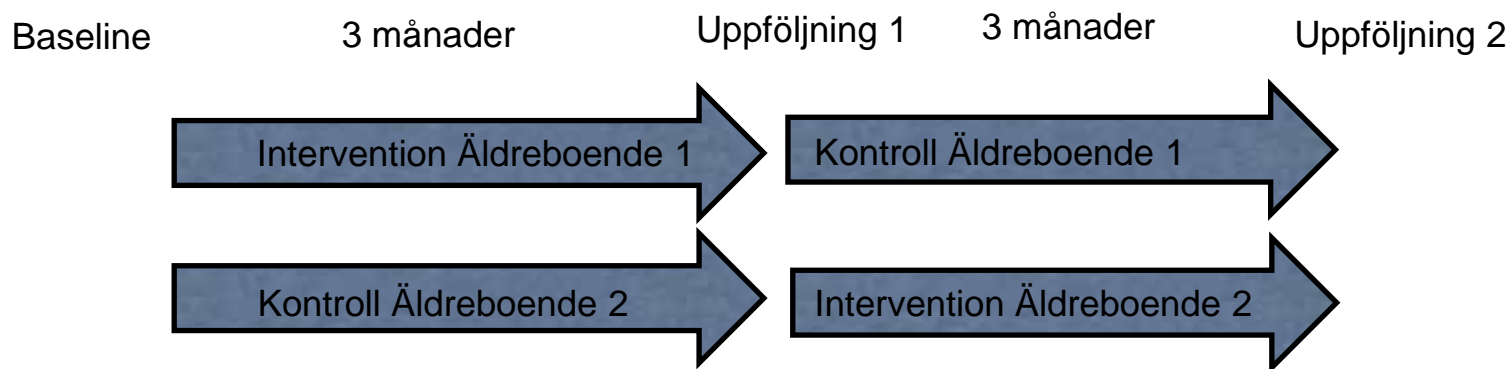 Baseline 3 månader Uppföljning 1 3 månader Uppföljning 2
Intervention Äldreboende 1 Kontroll Äldreboende 1
Kontroll Äldreboende 2 Intervention Äldreboende 2